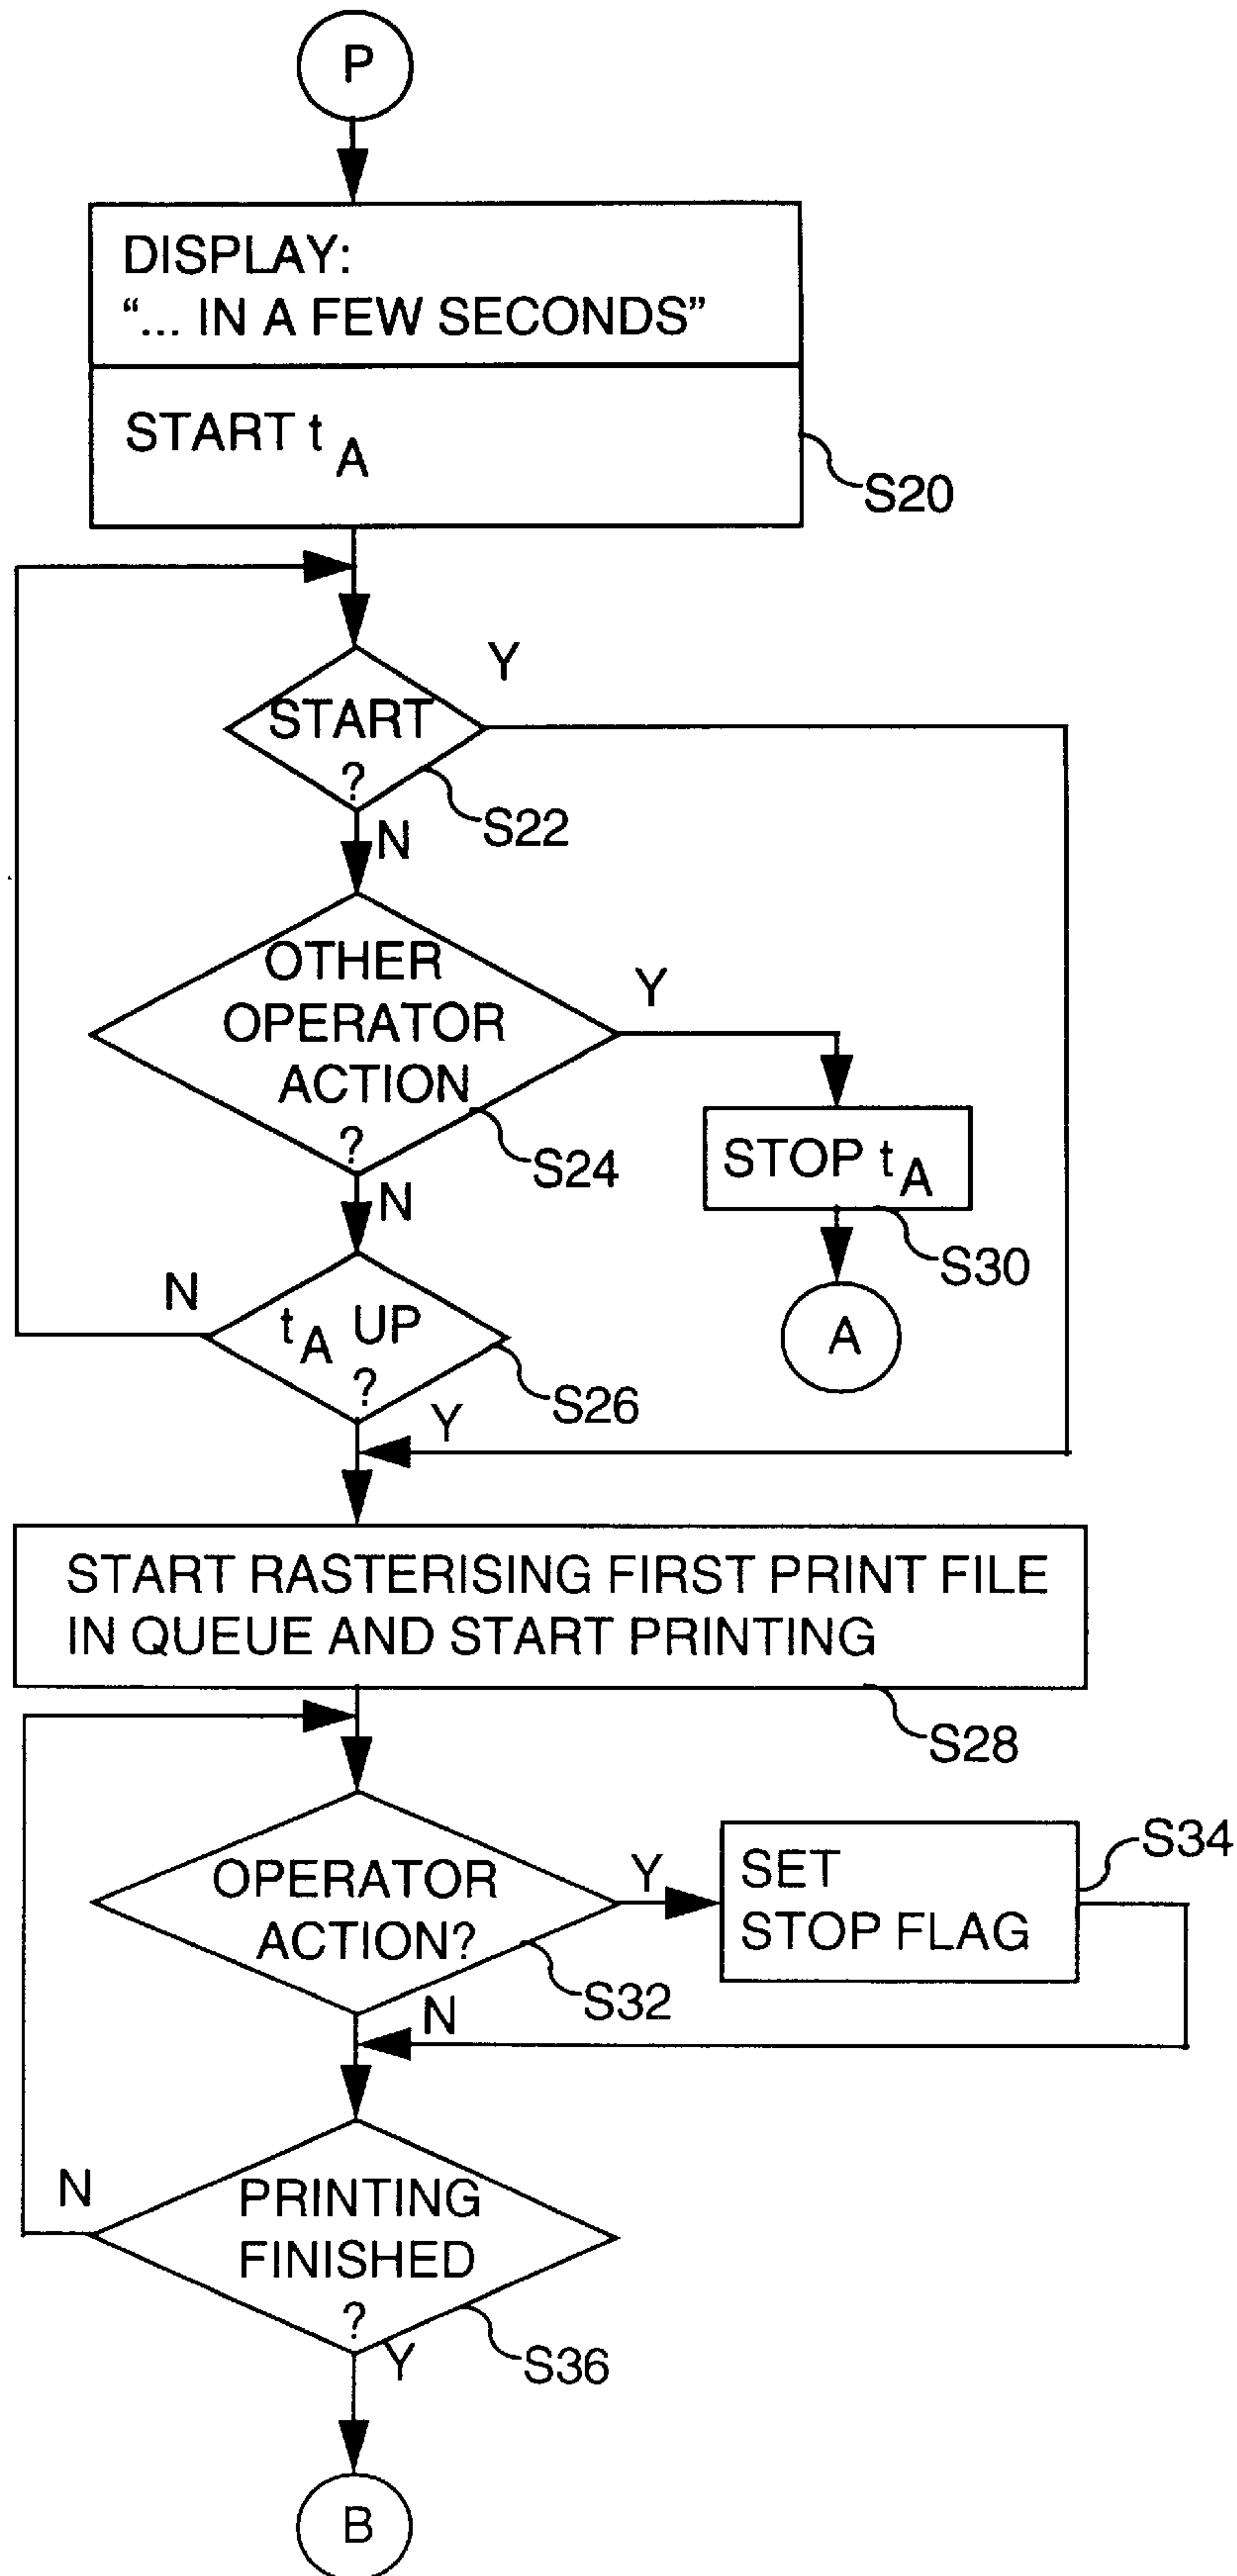 P
DISPLAY:
“... IN A FEW SECONDS”
START t A
S20
Y
START
?
S22
N
OTHER
OPERATOR
ACTION
?
Y
S24
STOP t A
N
S30
N
t A UP
?
A
S26
Y
START RASTERISING FIRST PRINT FILE
IN QUEUE AND START PRINTING
S28
OPERATOR
ACTION?
Y
SET
STOP FLAG
S34
S32
N
N
PRINTING
FINISHED
?
Y
S36
B